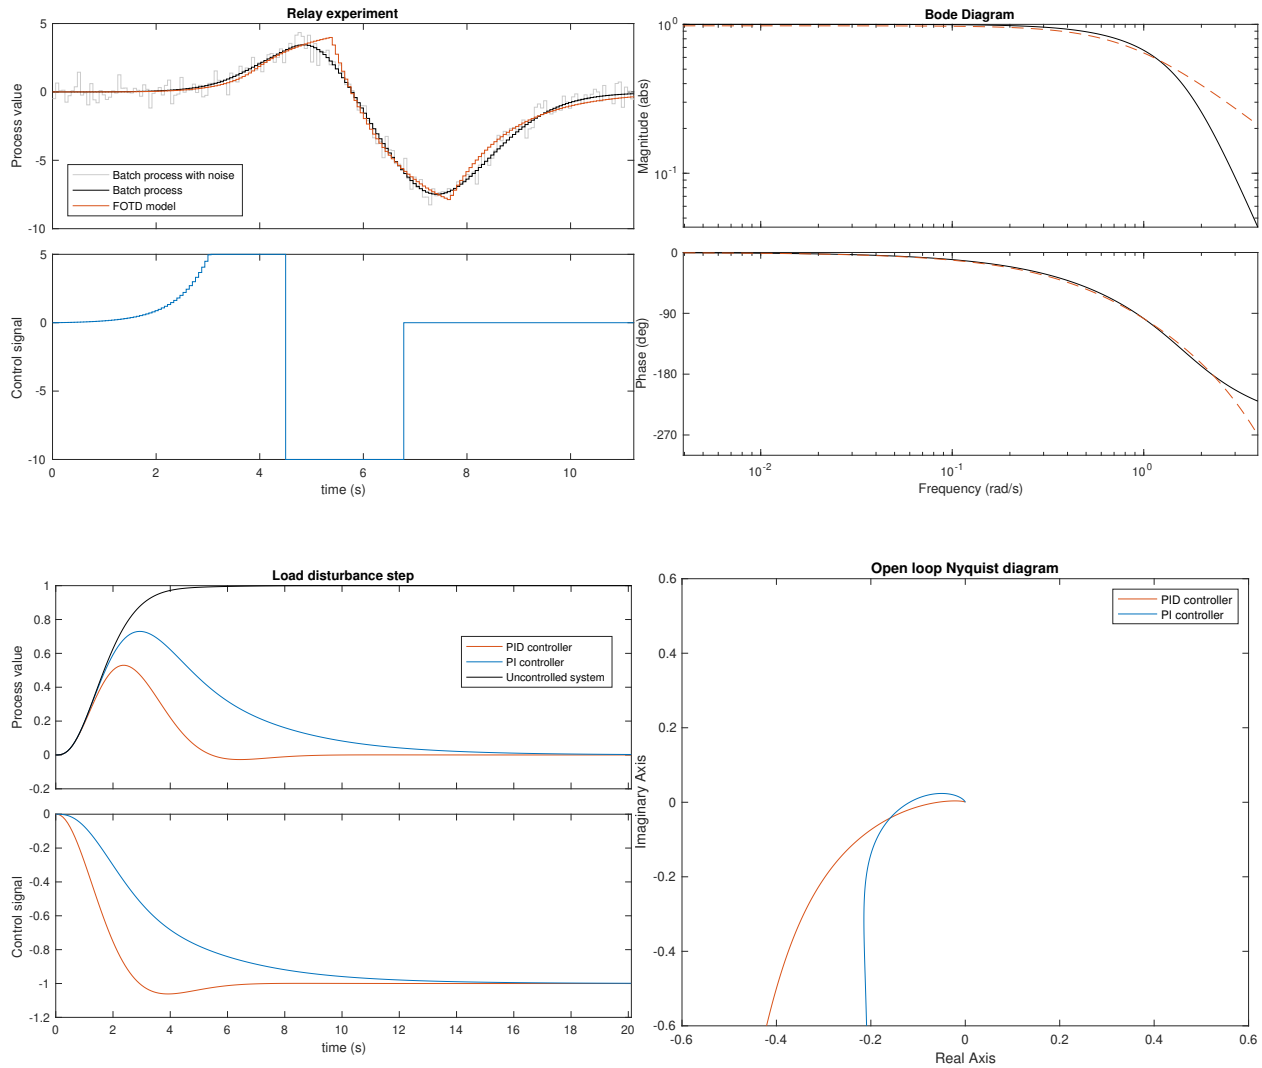 Relay experiment
5
0
-5
-10
Process value
Batch process with noise
Batch process
FOTD model
5
0
-5
-10
Control signal
0
2
4
6
8
10
time (s)
Bode Diagram
10^0
10^-1
Magnitude (abs)
0
-90
-180
-270
Phase (deg)
10^-2
10^-1
10^0
Frequency (rad/s)
Load disturbance step
1
0.8
0.6
0.4
0.2
0
-0.2
Process value
PID controller
PI controller
Uncontrolled system
0
-0.2
-0.4
-0.6
-0.8
-1
-1.2
Control signal
0
2
4
6
8
10
12
14
16
18
20
time (s)
Open loop Nyquist diagram
0.6
0.4
0.2
0
-0.2
-0.4
-0.6
Imaginary Axis
PID controller
PI controller
-0.6
-0.4
-0.2
0
0.2
0.4
0.6
Real Axis